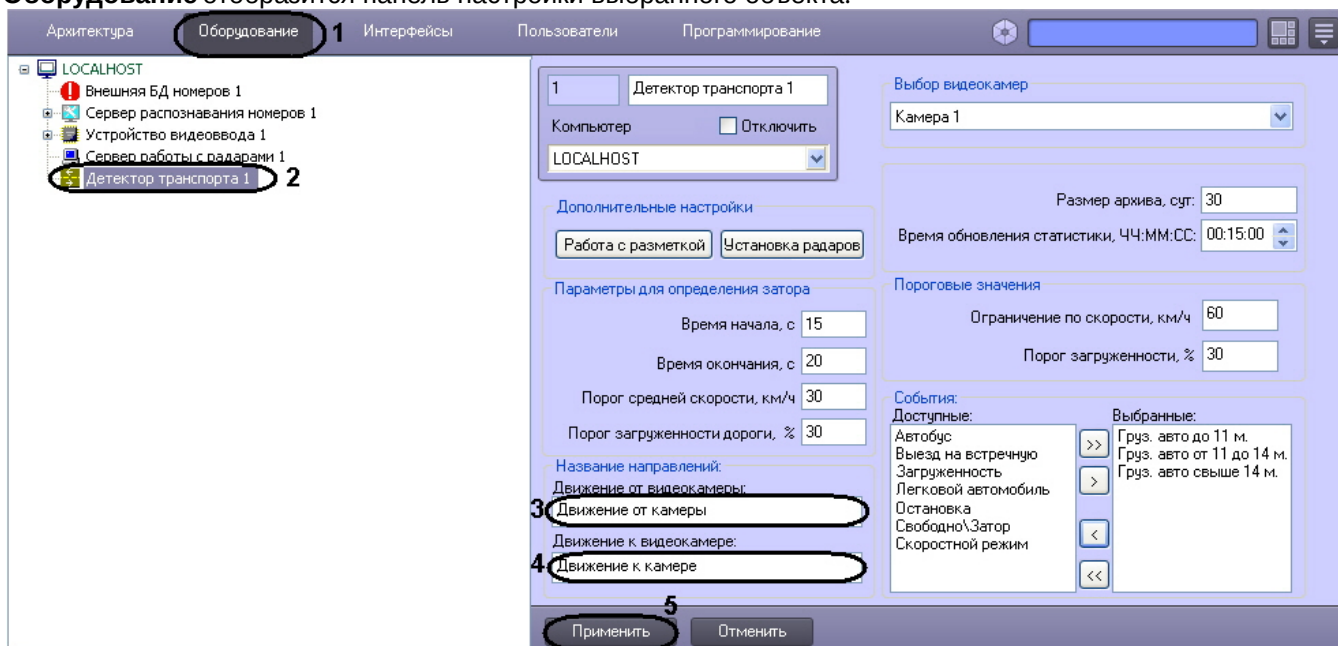 Оборудование отобразится панель настройки выбранного объекта.
Архитектура Оборудование 1 Интерфейсы Пользователи Программирование
LOCALHOST
Внешняя БД номеров 1
Сервер распознавания номеров 1
Устройство видеоввода 1
Сервер работы с радарами 1
Детектор транспорта 1 2
1 Детектор транспорта 1
Компьютер Отключить
LOCALHOST
Дополнительные настройки
Работа с разметкой Установка радаров
Параметры для определения затора
Время начала, с 15
Время окончания, с 20
Порог средней скорости, км/ч 30
Порог загруженности дороги, % 30
Название направлений:
Движение от видеокамеры:
3 Движение от камеры
Движение к видеокамере:
4 Движение к камере
Выбор видеокамер
Камера 1
Размер архива, сут: 30
Время обновления статистики, ЧЧ:ММ:СС: 00:15:00
Пороговые значения
Ограничение по скорости, км/ч 60
Порог загруженности, % 30
События:
Доступные:
Автобус
Выезд на встречную
Загруженность
Легковой автомобиль
Остановка
Свободно\Затор
Скоростной режим
>>
>
<
<<
Выбранные:
Груз. авто до 11 м.
Груз. авто от 11 до 14 м.
Груз. авто свыше 14 м.
5
Применить Отменить